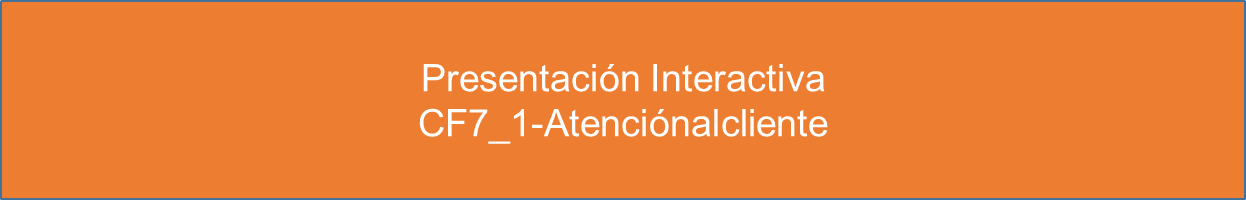 Presentación Interactiva
CF7_1-Atenciónalcliente